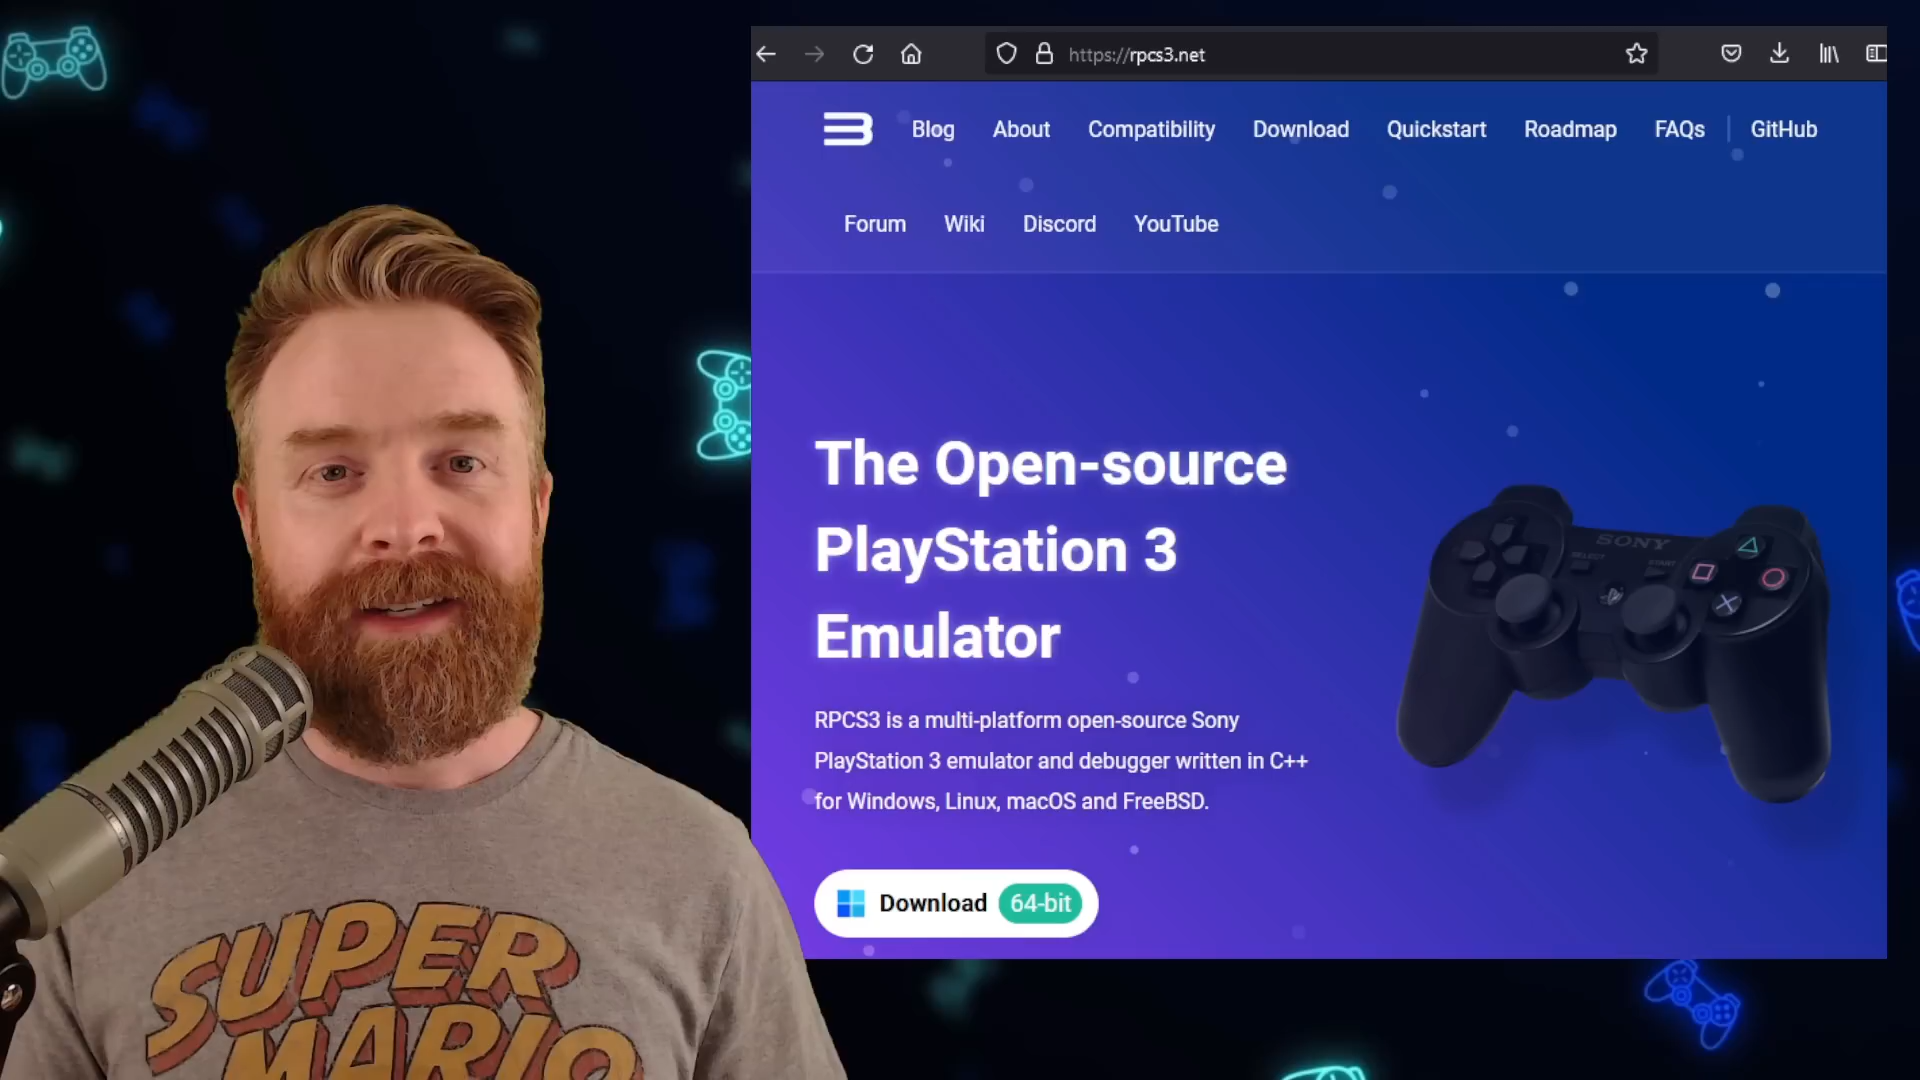 https://rpcs3.net
Blog About Compatibility Download Quickstart Roadmap FAQs GitHub
Forum Wiki Discord YouTube
The Open-source
PlayStation 3
Emulator
RPCS3 is a multi-platform open-source Sony
PlayStation 3 emulator and debugger written in C++
for Windows, Linux, macOS and FreeBSD.
Download 64-bit
SONY
SELECT
START
SUPER
MARIO